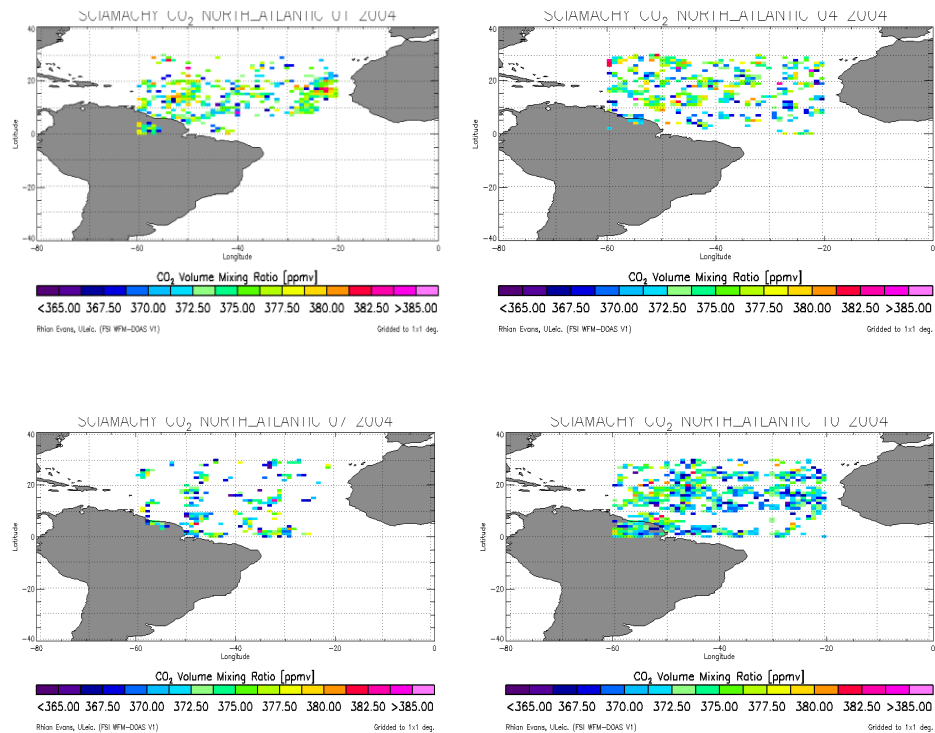 SCIAMACHY CO2 NORTH_ATLANTIC 01 2004
40
20
0
−20
−40
Latitude
−80 −60 −40 −20 0
Longitude
CO2 Volume Mixing Ratio [ppmv]
<365.00 367.50 370.00 372.50 375.00 377.50 380.00 382.50 >385.00
Rhian Evans, ULeic. (FSI WFM−DOAS V1) Gridded to 1x1 deg.
SCIAMACHY CO2 NORTH_ATLANTIC 04 2004
40
20
0
−20
−40
Latitude
−80 −60 −40 −20 0
Longitude
CO2 Volume Mixing Ratio [ppmv]
<365.00 367.50 370.00 372.50 375.00 377.50 380.00 382.50 >385.00
Rhian Evans, ULeic. (FSI WFM−DOAS V1) Gridded to 1x1 deg.
SCIAMACHY CO2 NORTH_ATLANTIC 07 2004
40
20
0
−20
−40
Latitude
−80 −60 −40 −20 0
Longitude
CO2 Volume Mixing Ratio [ppmv]
<365.00 367.50 370.00 372.50 375.00 377.50 380.00 382.50 >385.00
Rhian Evans, ULeic. (FSI WFM−DOAS V1) Gridded to 1x1 deg.
SCIAMACHY CO2 NORTH_ATLANTIC 10 2004
40
20
0
−20
−40
Latitude
−80 −60 −40 −20 0
Longitude
CO2 Volume Mixing Ratio [ppmv]
<365.00 367.50 370.00 372.50 375.00 377.50 380.00 382.50 >385.00
Rhian Evans, ULeic. (FSI WFM−DOAS V1) Gridded to 1x1 deg.